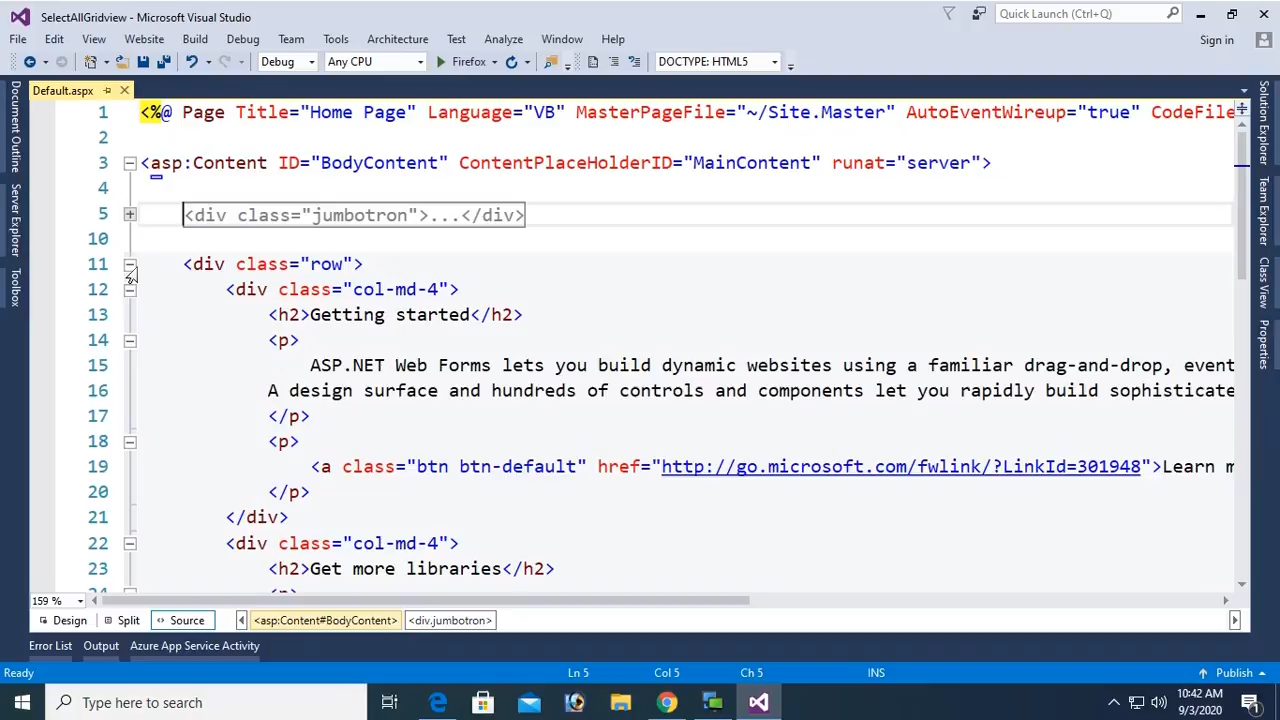 SelectAllGridview - Microsoft Visual Studio
Quick Launch (Ctrl+Q)
File Edit View Website Build Debug Team Tools Architecture Test Analyze Window Help
Sign in
Debug Any CPU Firefox DOCTYPE: HTML5
Default.aspx
1 <%@ Page Title="Home Page" Language="VB" MasterPageFile="~/Site.Master" AutoEventWireup="true" CodeFile
2
3 <asp:Content ID="BodyContent" ContentPlaceHolderID="MainContent" runat="server">
4
5 <div class="jumbotron">...</div>
10
11 <div class="row">
12 <div class="col-md-4">
13 <h2>Getting started</h2>
14 <p>
15 ASP.NET Web Forms lets you build dynamic websites using a familiar drag-and-drop, event
16 A design surface and hundreds of controls and components let you rapidly build sophisticate
17 </p>
18 <p>
19 <a class="btn btn-default" href="http://go.microsoft.com/fwlink/?LinkId=301948">Learn m
20 </p>
21 </div>
22 <div class="col-md-4">
23 <h2>Get more libraries</h2>
24 <p>
Document Outline
Server Explorer
Toolbox
Solution Explorer
Team Explorer
Class View
Properties
159 %
Design Split Source <asp:Content#BodyContent> <div.jumbotron>
Error List Output Azure App Service Activity
Ready Ln 5 Col 5 Ch 5 INS Publish
Type here to search
10:42 AM
9/3/2020
1